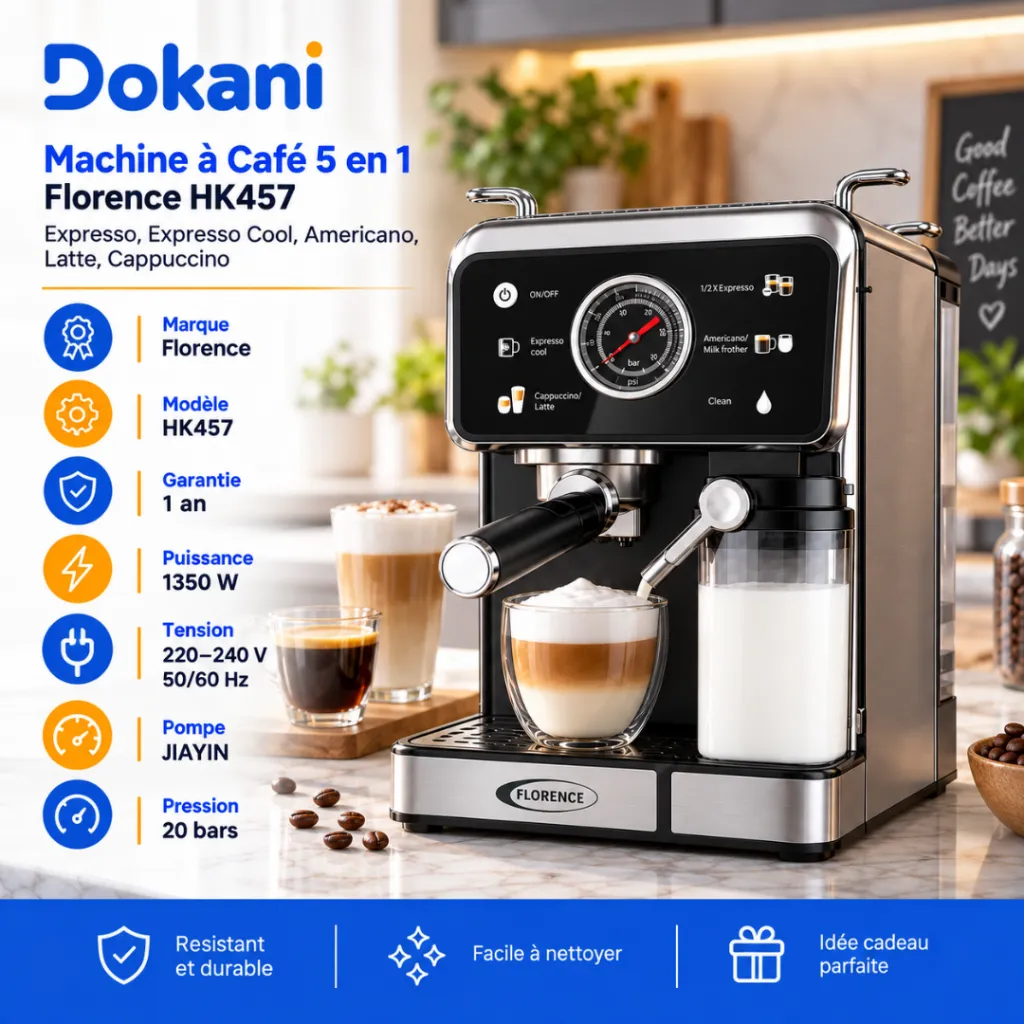 Dokani
Machine à Café 5 en 1
Florence HK457
Expresso, Expresso Cool, Americano,
Latte, Cappuccino
Marque
Florence
Modèle
HK457
Garantie
1 an
Puissance
1350 W
Tension
220–240 V
50/60 Hz
Pompe
JIAYIN
Pression
20 bars
ON/OFF
Expresso
cool
Cappuccino/
Latte
bar
psi
1/2 X Expresso
Americano/
Milk frother
Clean
FLORENCE
Good
Coffee
Better
Days
Resistant
et durable
Facile à nettoyer
Idée cadeau
parfaite